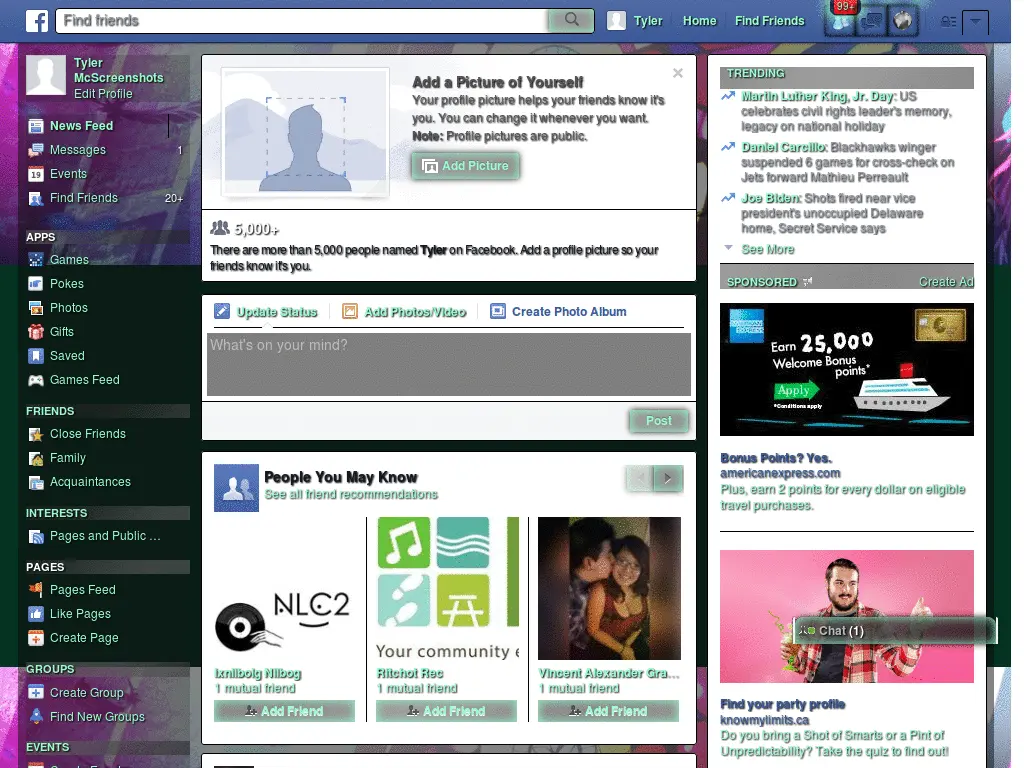 f
Find friends
Tyler
Home
Find Friends
99+
Tyler
McScreenshots
Edit Profile
News Feed
Messages 1
19 Events
Find Friends 20+
APPS
Games
Pokes
Photos
Gifts
Saved
Games Feed
FRIENDS
Close Friends
Family
Acquaintances
INTERESTS
Pages and Public ...
PAGES
Pages Feed
Like Pages
Create Page
GROUPS
Create Group
Find New Groups
EVENTS
Add a Picture of Yourself
Your profile picture helps your friends know it's
you. You can change it whenever you want.
Note: Profile pictures are public.
Add Picture
5,000+
There are more than 5,000 people named Tyler on Facebook. Add a profile picture so your
friends know it's you.
Update Status
Add Photos/Video
Create Photo Album
What's on your mind?
Post
People You May Know
See all friend recommendations
NLC2
Your community e
Ixnilbolg Nilbog
1 mutual friend
Add Friend
Ritchot Rec
1 mutual friend
Add Friend
Vincent Alexander Gra...
1 mutual friend
Add Friend
TRENDING
Martin Luther King, Jr. Day: US
celebrates civil rights leader's memory,
legacy on national holiday
Daniel Carcillo: Blackhawks winger
suspended 6 games for cross-check on
Jets forward Mathieu Perreault
Joe Biden: Shots fired near vice
president's unoccupied Delaware
home, Secret Service says
See More
SPONSORED
Create Ad
Earn 25,000
Welcome Bonus
points*
Apply
*Conditions apply
Bonus Points? Yes.
americanexpress.com
Plus, earn 2 points for every dollar on eligible
travel purchases.
Chat (1)
Find your party profile
knowmylimits.ca
Do you bring a Shot of Smarts or a Pint of
Unpredictability? Take the quiz to find out!